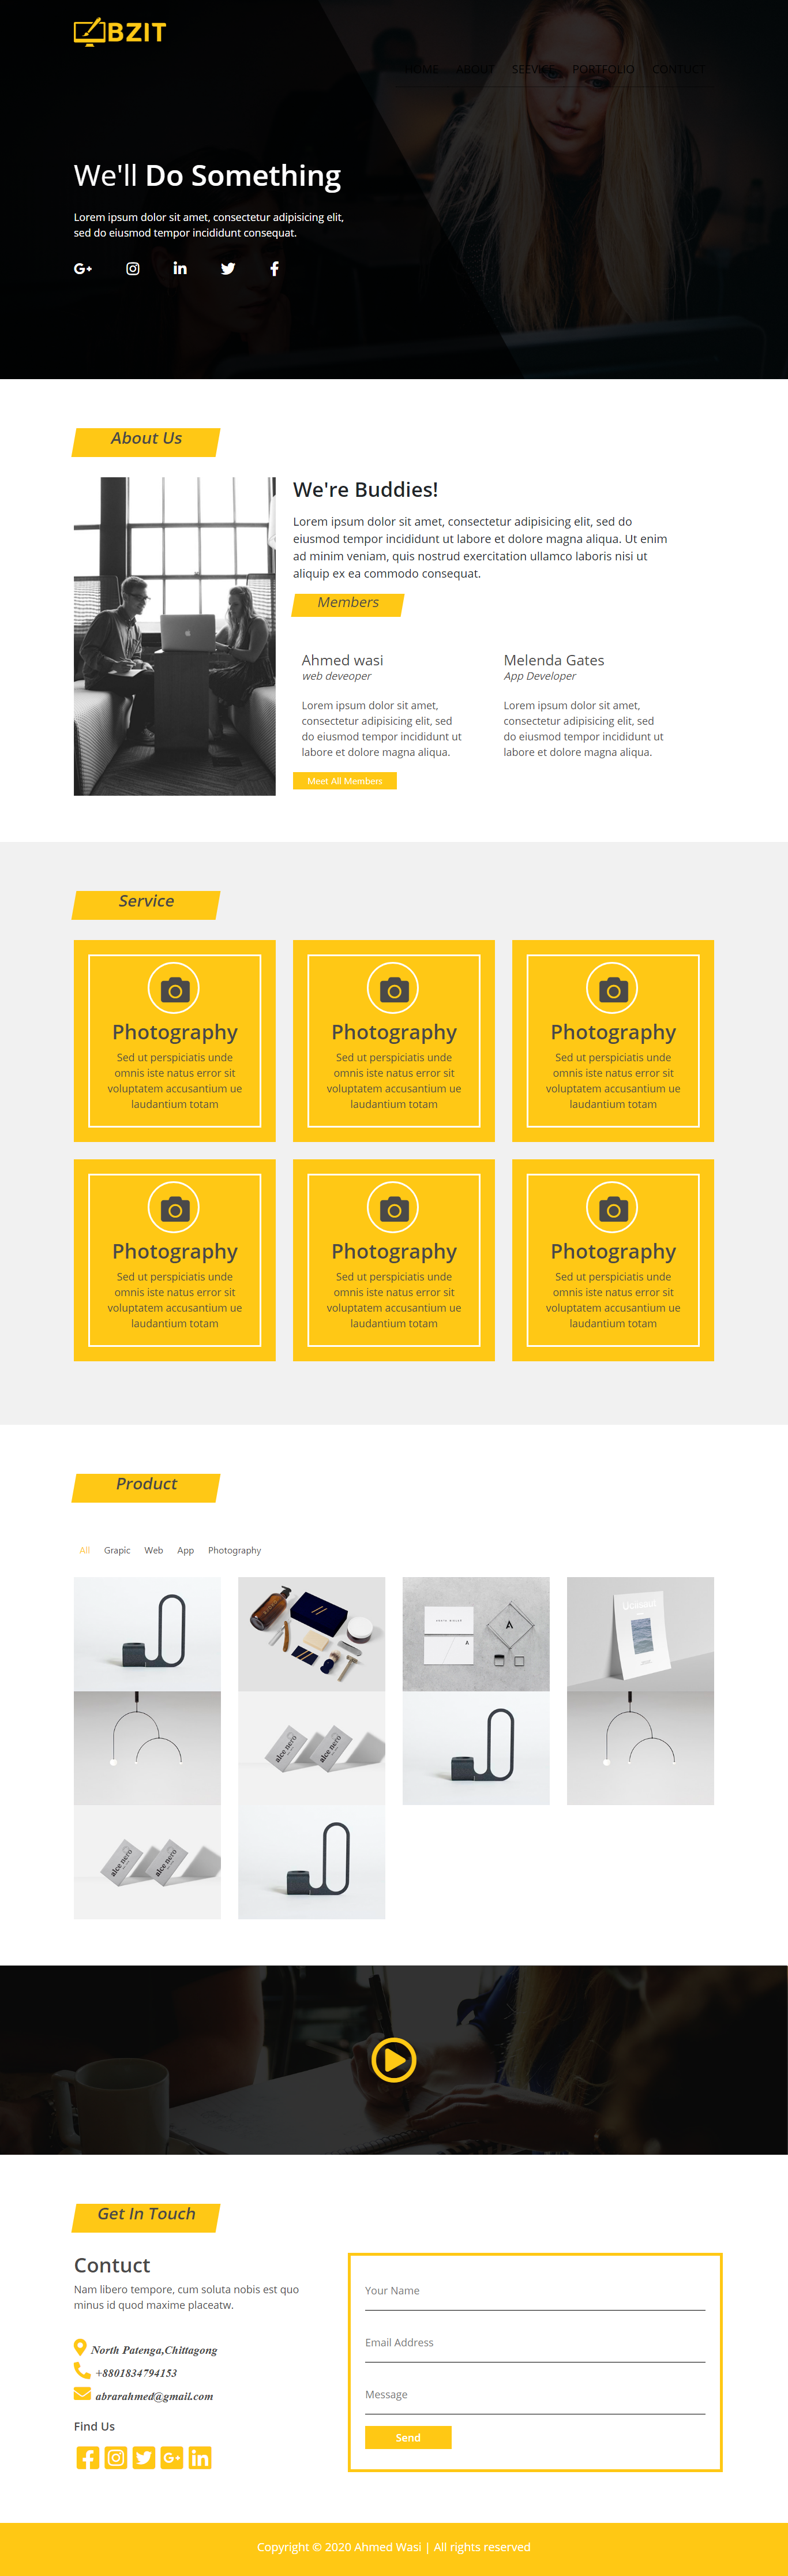 BZIT
HOME ABOUT SEEVICE PORTFOLIO CONTUCT
We'll Do Something
Lorem ipsum dolor sit amet, consectetur adipisicing elit,
sed do eiusmod tempor incididunt consequat.
About Us
We're Buddies!
Lorem ipsum dolor sit amet, consectetur adipisicing elit, sed do
eiusmod tempor incididunt ut labore et dolore magna aliqua. Ut enim
ad minim veniam, quis nostrud exercitation ullamco laboris nisi ut
aliquip ex ea commodo consequat.
Members
Ahmed wasi
web deveoper
Lorem ipsum dolor sit amet,
consectetur adipisicing elit, sed
do eiusmod tempor incididunt ut
labore et dolore magna aliqua.
Melenda Gates
App Developer
Lorem ipsum dolor sit amet,
consectetur adipisicing elit, sed
do eiusmod tempor incididunt ut
labore et dolore magna aliqua.
Meet All Members
Service
Photography
Sed ut perspiciatis unde
omnis iste natus error sit
voluptatem accusantium ue
laudantium totam
Photography
Sed ut perspiciatis unde
omnis iste natus error sit
voluptatem accusantium ue
laudantium totam
Photography
Sed ut perspiciatis unde
omnis iste natus error sit
voluptatem accusantium ue
laudantium totam
Photography
Sed ut perspiciatis unde
omnis iste natus error sit
voluptatem accusantium ue
laudantium totam
Photography
Sed ut perspiciatis unde
omnis iste natus error sit
voluptatem accusantium ue
laudantium totam
Photography
Sed ut perspiciatis unde
omnis iste natus error sit
voluptatem accusantium ue
laudantium totam
Product
All Grapic Web App Photography
A
A
alce nero
alce nero
alce nero
alce nero
Get In Touch
Contuct
Nam libero tempore, cum soluta nobis est quo
minus id quod maxime placeatw.
North Patenga,Chittagong
+8801834794153
abrarahmed@gmail.com
Find Us
Your Name
Email Address
Message
Send
Copyright © 2020 Ahmed Wasi | All rights reserved